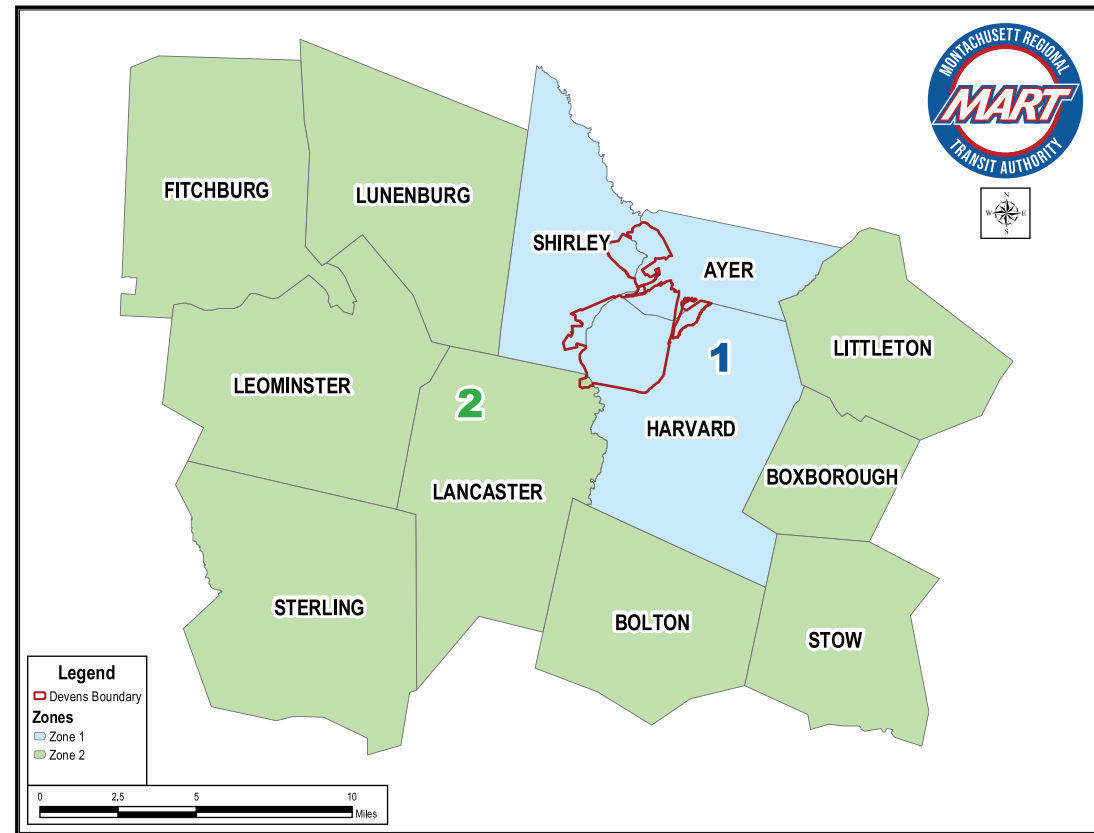 MONTACHUSETT REGIONAL
MART
TRANSIT AUTHORITY
N
W E
S
FITCHBURG
LUNENBURG
SHIRLEY
AYER
LITTLETON
1
LEOMINSTER
2
HARVARD
BOXBOROUGH
LANCASTER
STERLING
BOLTON
STOW
Legend
Devens Boundary
Zones
Zone 1
Zone 2
0 2.5 5 10
Miles